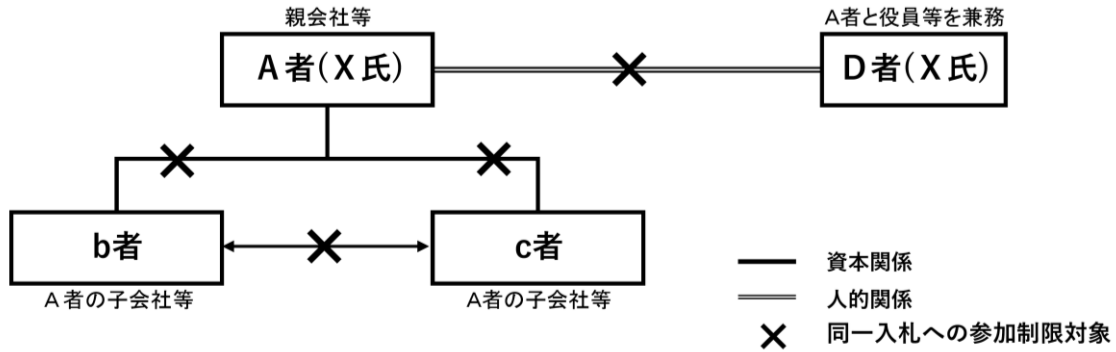 親会社等
A者と役員等を兼務
A者(X氏)
D者(X氏)
b者
c者
A者の子会社等
A者の子会社等
資本関係
人的関係
同一入札への参加制限対象